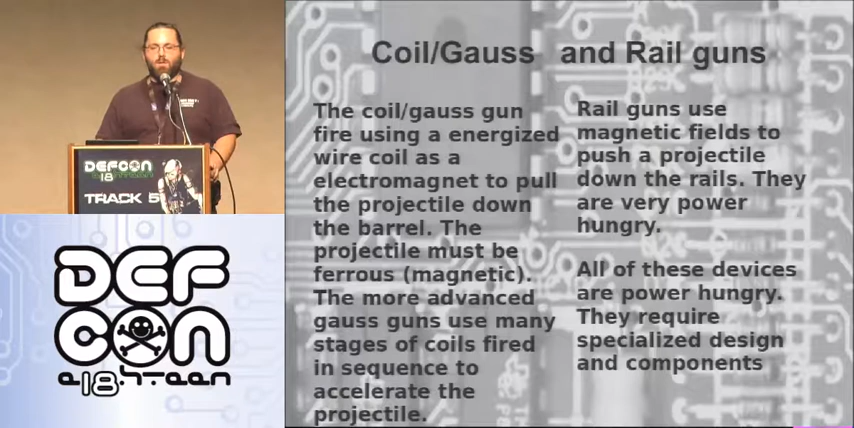 DEFCON
18
TRACK 5
DEF
CON
Coil/Gauss and Rail guns
The coil/gauss gun
fire using a energized
wire coil as a
electromagnet to pull
the projectile down
the barrel. The
projectile must be
ferrous (magnetic).
The more advanced
gauss guns use many
stages of coils fired
in sequence to
accelerate the
projectile.
Rail guns use
magnetic fields to
push a projectile
down the rails. They
are very power
hungry.
All of these devices
are power hungry.
They require
specialized design
and components